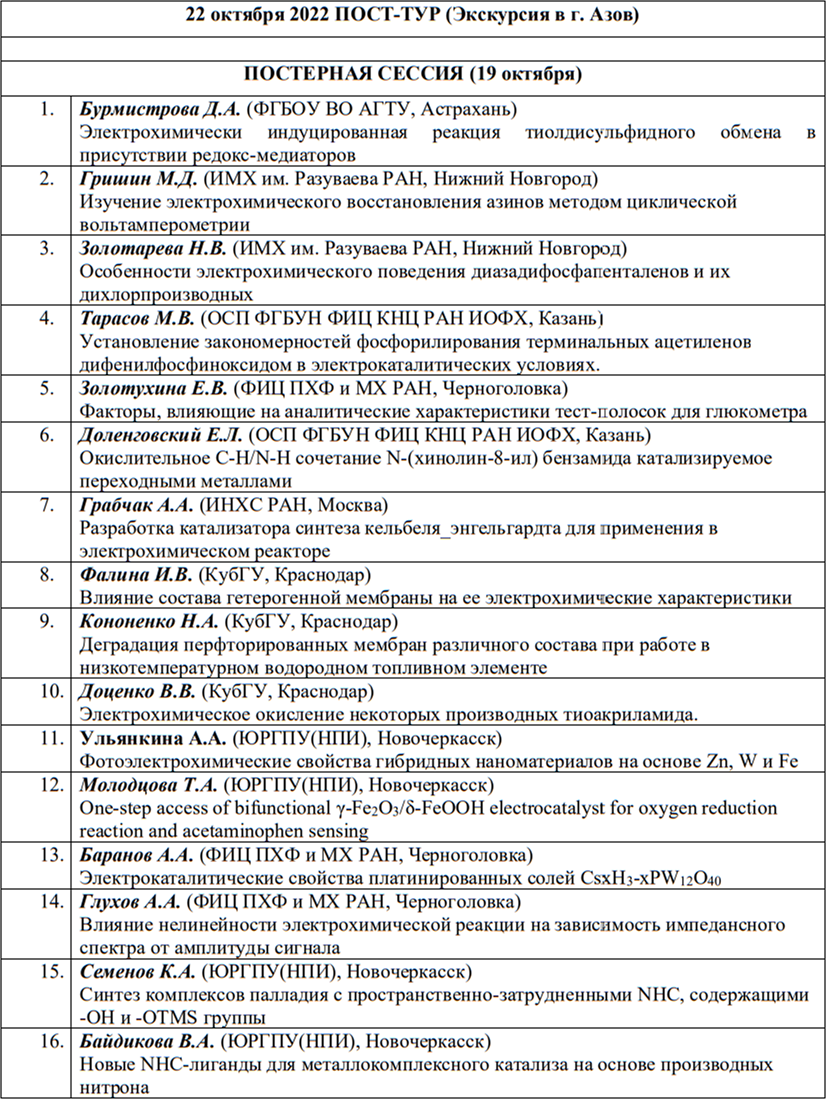 22 октября 2022 ПОСТ-ТУР (Экскурсия в г. Азов)
ПОСТЕРНАЯ СЕССИЯ (19 октября)
1. Бурмистрова Д.А. (ФГБОУ ВО АГТУ, Астрахань)
Электрохимически индуцированная реакция тиолдисульфидного обмена в
присутствии редокс-медиаторов
2. Гришин М.Д. (ИМХ им. Разуваева РАН, Нижний Новгород)
Изучение электрохимического восстановления азинов методом циклической
вольтамперометрии
3. Золотарева Н.В. (ИМХ им. Разуваева РАН, Нижний Новгород)
Особенности электрохимического поведения диазадифосфапенталенов и их
дихлорпроизводных
4. Тарасов М.В. (ОСП ФГБУН ФИЦ КНЦ РАН ИОФХ, Казань)
Установление закономерностей фосфорилирования терминальных ацетиленов
дифенилфосфиноксидом в электрокаталитических условиях.
5. Золотухина Е.В. (ФИЦ ПХФ и МХ РАН, Черноголовка)
Факторы, влияющие на аналитические характеристики тест-полосок для глюкометра
6. Доленговский Е.Л. (ОСП ФГБУН ФИЦ КНЦ РАН ИОФХ, Казань)
Окислительное C-H/N-H сочетание N-(хинолин-8-ил) бензамида катализируемое
переходными металлами
7. Грабчак А.А. (ИНХС РАН, Москва)
Разработка катализатора синтеза кельбеля_энгельгардта для применения в
электрохимическом реакторе
8. Фалина И.В. (КубГУ, Краснодар)
Влияние состава гетерогенной мембраны на ее электрохимические характеристики
9. Кононенко Н.А. (КубГУ, Краснодар)
Деградация перфторированных мембран различного состава при работе в
низкотемпературном водородном топливном элементе
10. Доценко В.В. (КубГУ, Краснодар)
Электрохимическое окисление некоторых производных тиоакриламида.
11. Ульянкина А.А. (ЮРГПУ(НПИ), Новочеркасск)
Фотоэлектрохимические свойства гибридных наноматериалов на основе Zn, W и Fe
12. Молодцова Т.А. (ЮРГПУ(НПИ), Новочеркасск)
One-step access of bifunctional γ-Fe₂O₃/δ-FeOOH electrocatalyst for oxygen reduction
reaction and acetaminophen sensing
13. Баранов А.А. (ФИЦ ПХФ и МХ РАН, Черноголовка)
Электрокаталитические свойства платинированных солей CsxH₃-xPW₁₂O₄₀
14. Глухов А.А. (ФИЦ ПХФ и МХ РАН, Черноголовка)
Влияние нелинейности электрохимической реакции на зависимость импедансного
спектра от амплитуды сигнала
15. Семенов К.А. (ЮРГПУ(НПИ), Новочеркасск)
Синтез комплексов палладия с пространственно-затрудненными NHC, содержащими
-OH и -OTMS группы
16. Байдикова В.А. (ЮРГПУ(НПИ), Новочеркасск)
Новые NHC-лиганды для металлокомплексного катализа на основе производных
нитрона